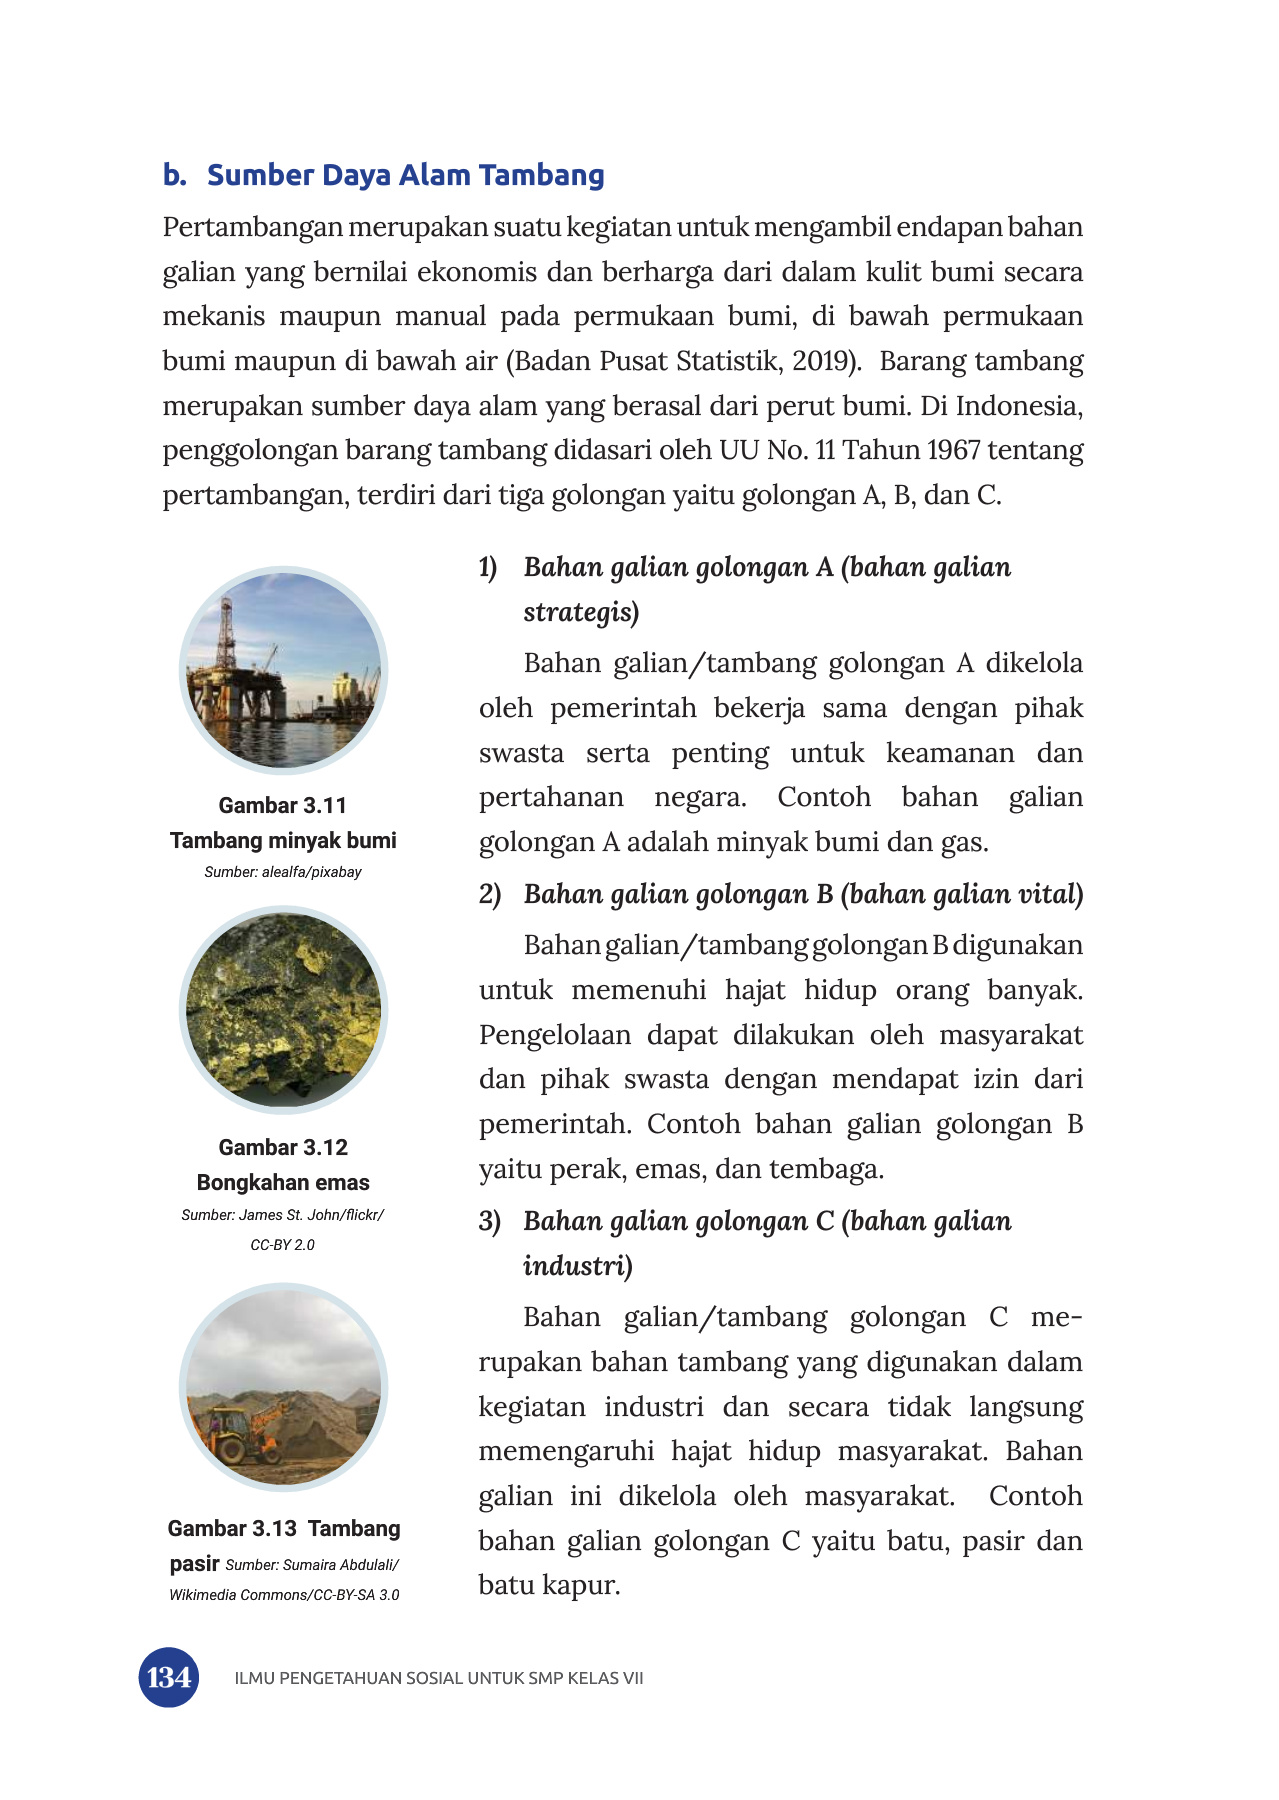 b. Sumber Daya Alam Tambang
Pertambangan merupakan suatu kegiatan untuk mengambil endapan bahan
galian yang bernilai ekonomis dan berharga dari dalam kulit bumi secara
mekanis maupun manual pada permukaan bumi, di bawah permukaan
bumi maupun di bawah air (Badan Pusat Statistik, 2019). Barang tambang
merupakan sumber daya alam yang berasal dari perut bumi. Di Indonesia,
penggolongan barang tambang didasari oleh UU No. 11 Tahun 1967 tentang
pertambangan, terdiri dari tiga golongan yaitu golongan A, B, dan C.
Gambar 3.11
Tambang minyak bumi
Sumber: alealfa/pixabay
Gambar 3.12
Bongkahan emas
Sumber: James St. John/flickr/
CC-BY 2.0
Gambar 3.13 Tambang
pasir Sumber: Sumaira Abdulali/
Wikimedia Commons/CC-BY-SA 3.0
1) Bahan galian golongan A (bahan galian
strategis)
Bahan galian/tambang golongan A dikelola
oleh pemerintah bekerja sama dengan pihak
swasta serta penting untuk keamanan dan
pertahanan negara. Contoh bahan galian
golongan A adalah minyak bumi dan gas.
2) Bahan galian golongan B (bahan galian vital)
Bahan galian/tambang golongan B digunakan
untuk memenuhi hajat hidup orang banyak.
Pengelolaan dapat dilakukan oleh masyarakat
dan pihak swasta dengan mendapat izin dari
pemerintah. Contoh bahan galian golongan B
yaitu perak, emas, dan tembaga.
3) Bahan galian golongan C (bahan galian
industri)
Bahan galian/tambang golongan C me-
rupakan bahan tambang yang digunakan dalam
kegiatan industri dan secara tidak langsung
memengaruhi hajat hidup masyarakat. Bahan
galian ini dikelola oleh masyarakat. Contoh
bahan galian golongan C yaitu batu, pasir dan
batu kapur.
134 ILMU PENGETAHUAN SOSIAL UNTUK SMP KELAS VII